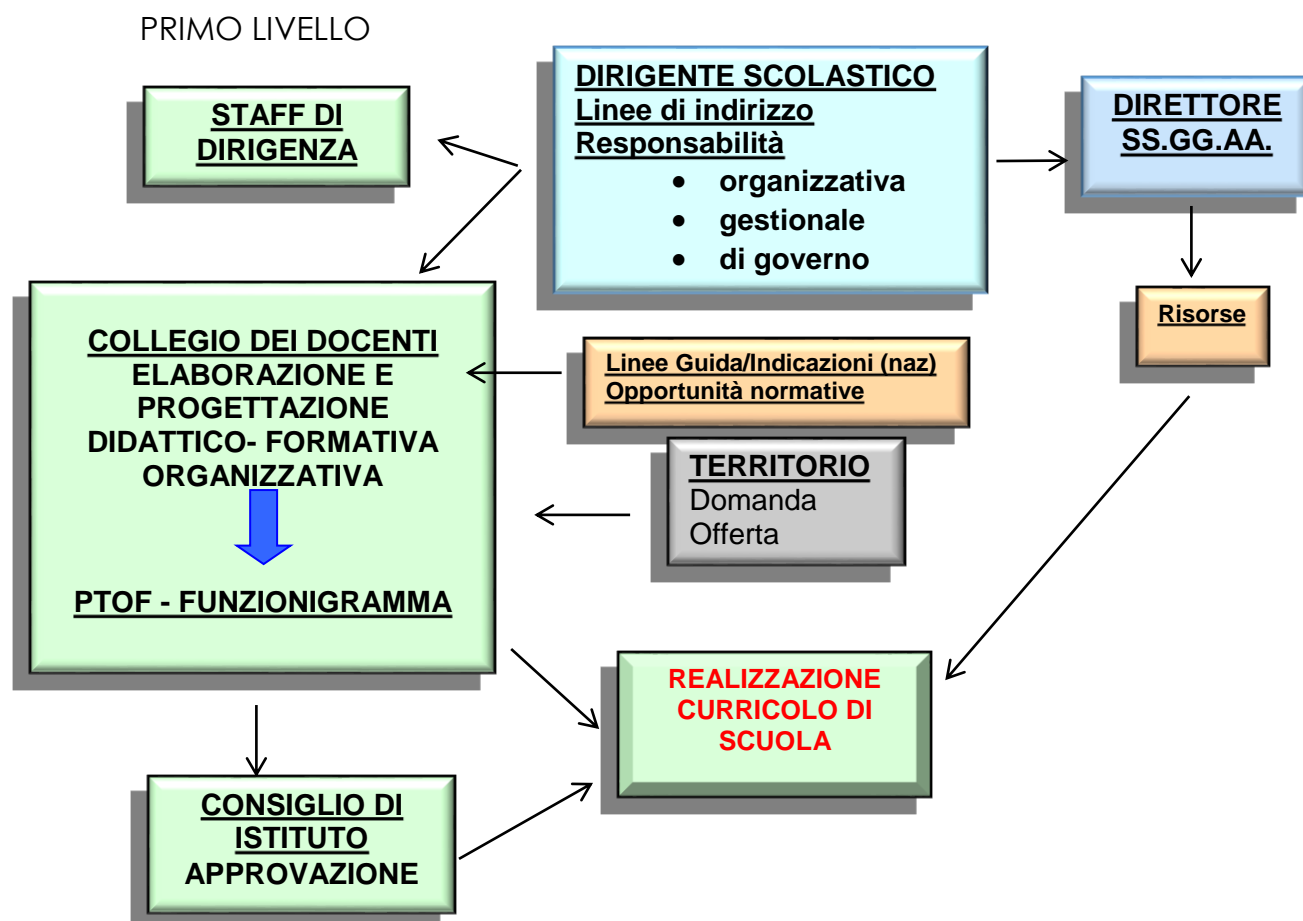 PRIMO LIVELLO
STAFF DI
DIRIGENZA
DIRIGENTE SCOLASTICO
Linee di indirizzo
Responsabilità
• organizzativa
• gestionale
• di governo
DIRETTORE
SS.GG.AA.
Risorse
COLLEGIO DEI DOCENTI
ELABORAZIONE E
PROGETTAZIONE
DIDATTICO- FORMATIVA
ORGANIZZATIVA
PTOF - FUNZIONIGRAMMA
Linee Guida/Indicazioni (naz)
Opportunità normative
TERRITORIO
Domanda
Offerta
REALIZZAZIONE
CURRICOLO DI
SCUOLA
CONSIGLIO DI
ISTITUTO
APPROVAZIONE